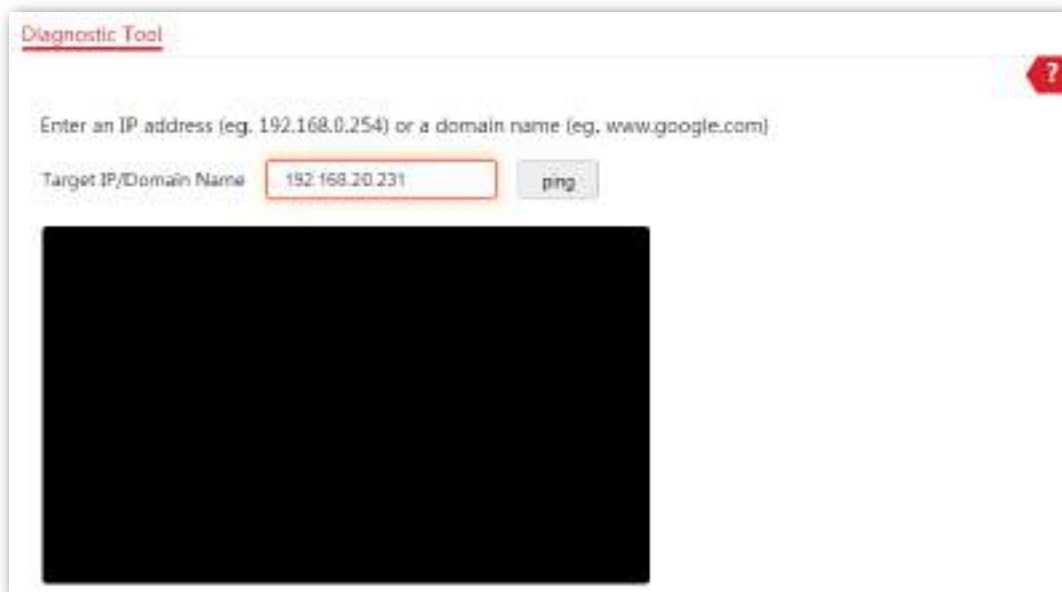 Diagnostic Tool
?
Enter an IP address (eg. 192.168.0.254) or a domain name (eg. www.google.com)
Target IP/Domain Name 192.168.20.231 ping